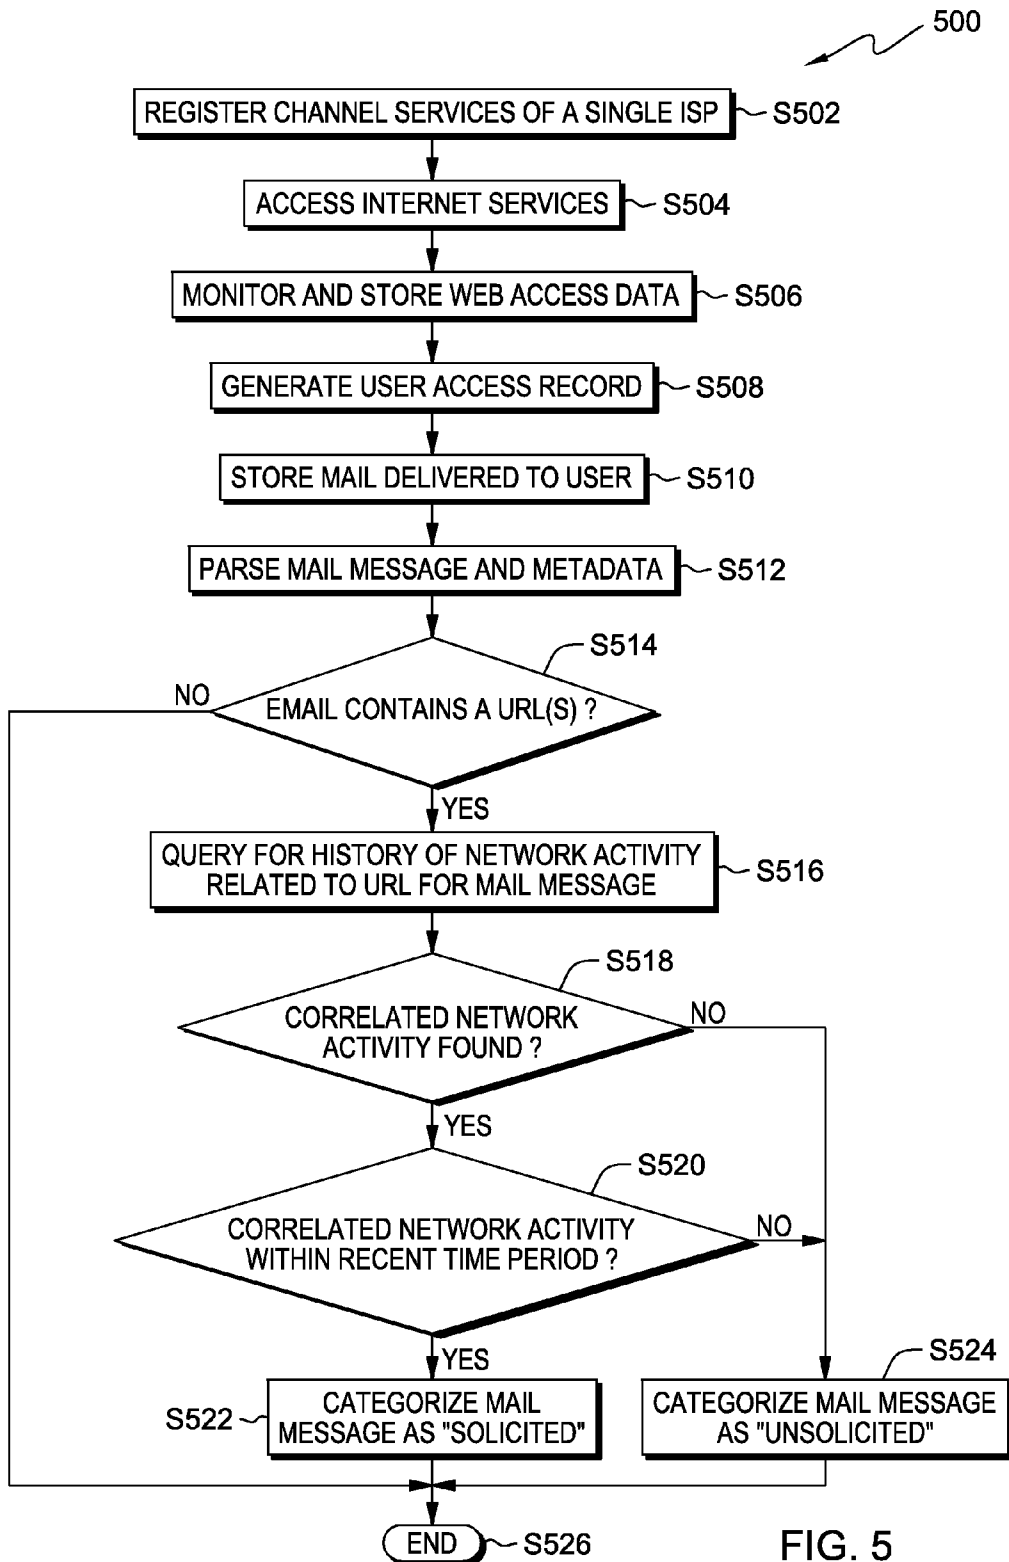 500
REGISTER CHANNEL SERVICES OF A SINGLE ISP
S502
ACCESS INTERNET SERVICES
S504
MONITOR AND STORE WEB ACCESS DATA
S506
GENERATE USER ACCESS RECORD
S508
STORE MAIL DELIVERED TO USER
S510
PARSE MAIL MESSAGE AND METADATA
S512
S514
NO
EMAIL CONTAINS A URL(S) ?
YES
QUERY FOR HISTORY OF NETWORK ACTIVITY
RELATED TO URL FOR MAIL MESSAGE
S516
S518
CORRELATED NETWORK
ACTIVITY FOUND ?
NO
YES
S520
CORRELATED NETWORK ACTIVITY
WITHIN RECENT TIME PERIOD ?
NO
YES
S522
CATEGORIZE MAIL
MESSAGE AS "SOLICITED"
S524
CATEGORIZE MAIL MESSAGE
AS "UNSOLICITED"
END
S526
FIG. 5